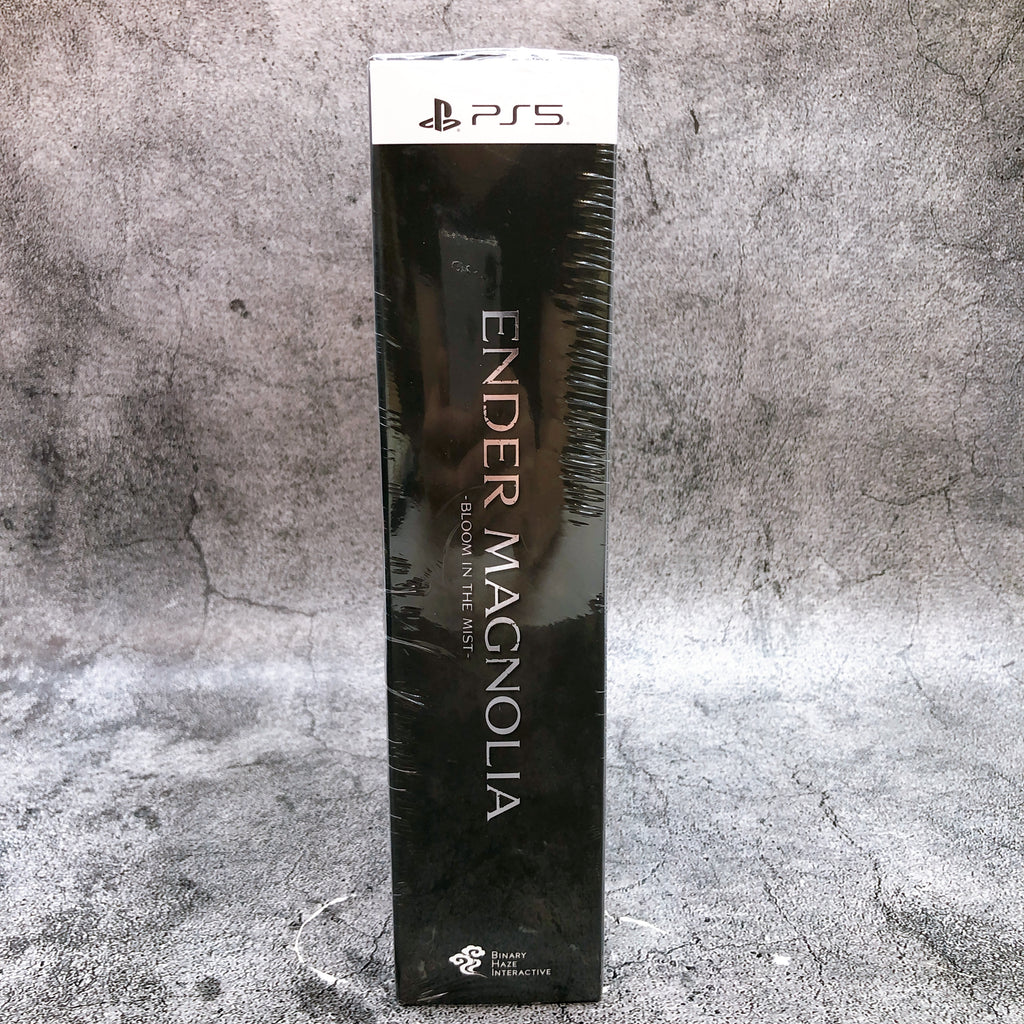 PS5
ENDER MAGNOLIA
-BLOOM IN THE MIST-
BINARY
HAZE
INTERACTIVE